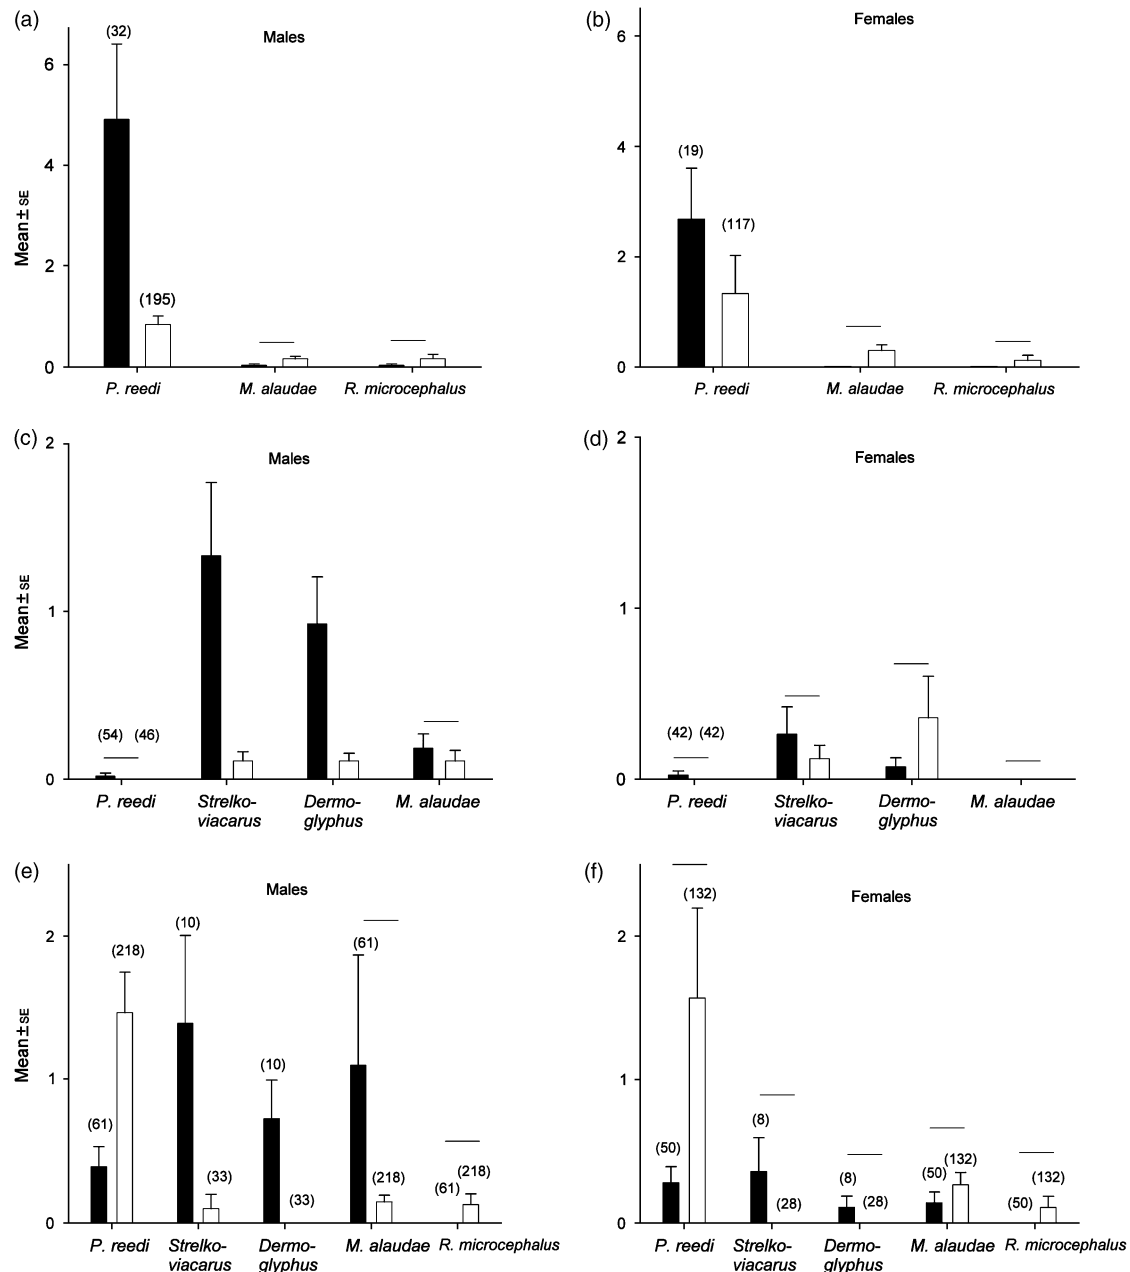 (a)
Males
Mean ± SE
6
4
2
0
(32)
(195)
P. reedi
M. alaudae
R. microcephalus
(b)
Females
6
4
2
0
(19)
(117)
P. reedi
M. alaudae
R. microcephalus
(c)
Males
Mean ± SE
2
1
0
(54) (46)
P. reedi
Strelko-
viacarus
Dermo-
glyphus
M. alaudae
(d)
Females
2
1
0
(42) (42)
P. reedi
Strelko-
viacarus
Dermo-
glyphus
M. alaudae
(e)
Males
Mean ± SE
2
1
0
(61)
(218)
(10)
(33)
(10)
(33)
(61)
(218)
(61)
(218)
P. reedi
Strelko-
viacarus
Dermo-
glyphus
M. alaudae
R. microcephalus
(f)
Females
2
1
0
(50)
(132)
(8)
(28)
(8)
(28)
(50)
(132)
(50)
(132)
P. reedi
Strelko-
viacarus
Dermo-
glyphus
M. alaudae
R. microcephalus